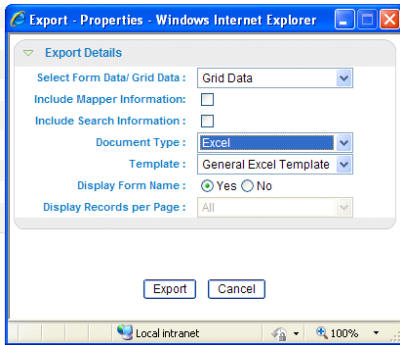 Export - Properties - Windows Internet Explorer
Export Details
Select Form Data/ Grid Data : Grid Data
Include Mapper Information:
Include Search Information :
Document Type : Excel
Template : General Excel Template
Display Form Name : Yes No
Display Records per Page : All
Export Cancel
Local intranet 100%